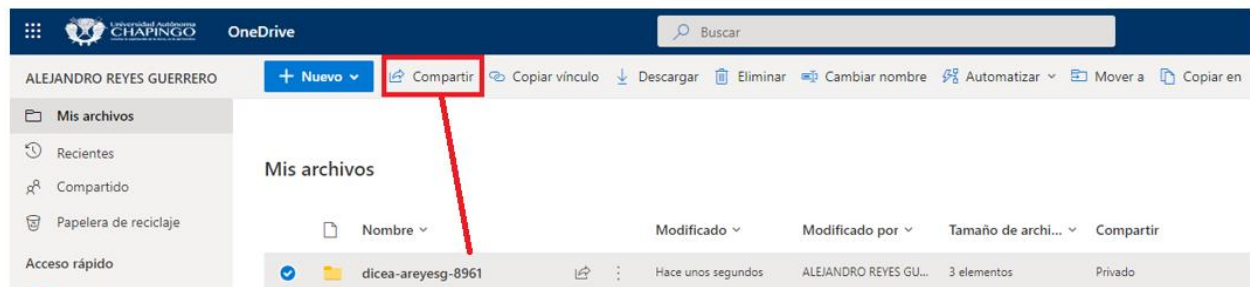 Universidad Autónoma
CHAPINGO
OneDrive
Buscar
ALEJANDRO REYES GUERRERO
+ Nuevo
Compartir
Copiar vínculo
Descargar
Eliminar
Cambiar nombre
Automatizar
Mover a
Copiar en
Mis archivos
Recientes
Compartido
Papelera de reciclaje
Acceso rápido
Mis archivos
Nombre
Modificado
Modificado por
Tamaño de archi...
Compartir
dicea-areyesg-8961
Hace unos segundos
ALEJANDRO REYES GU...
3 elementos
Privado